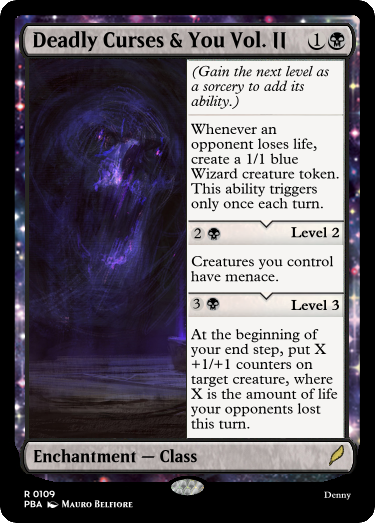 Deadly Curses & You Vol. II 1
(Gain the next level as
a sorcery to add its
ability.)
Whenever an
opponent loses life,
create a 1/1 blue
Wizard creature token.
This ability triggers
only once each turn.
2 Level 2
Creatures you control
have menace.
3 Level 3
At the beginning of
your end step, put X
+1/+1 counters on
target creature, where
X is the amount of life
your opponents lost
this turn.
Enchantment — Class
R 0109
PBA Mauro Belfiore
Denny